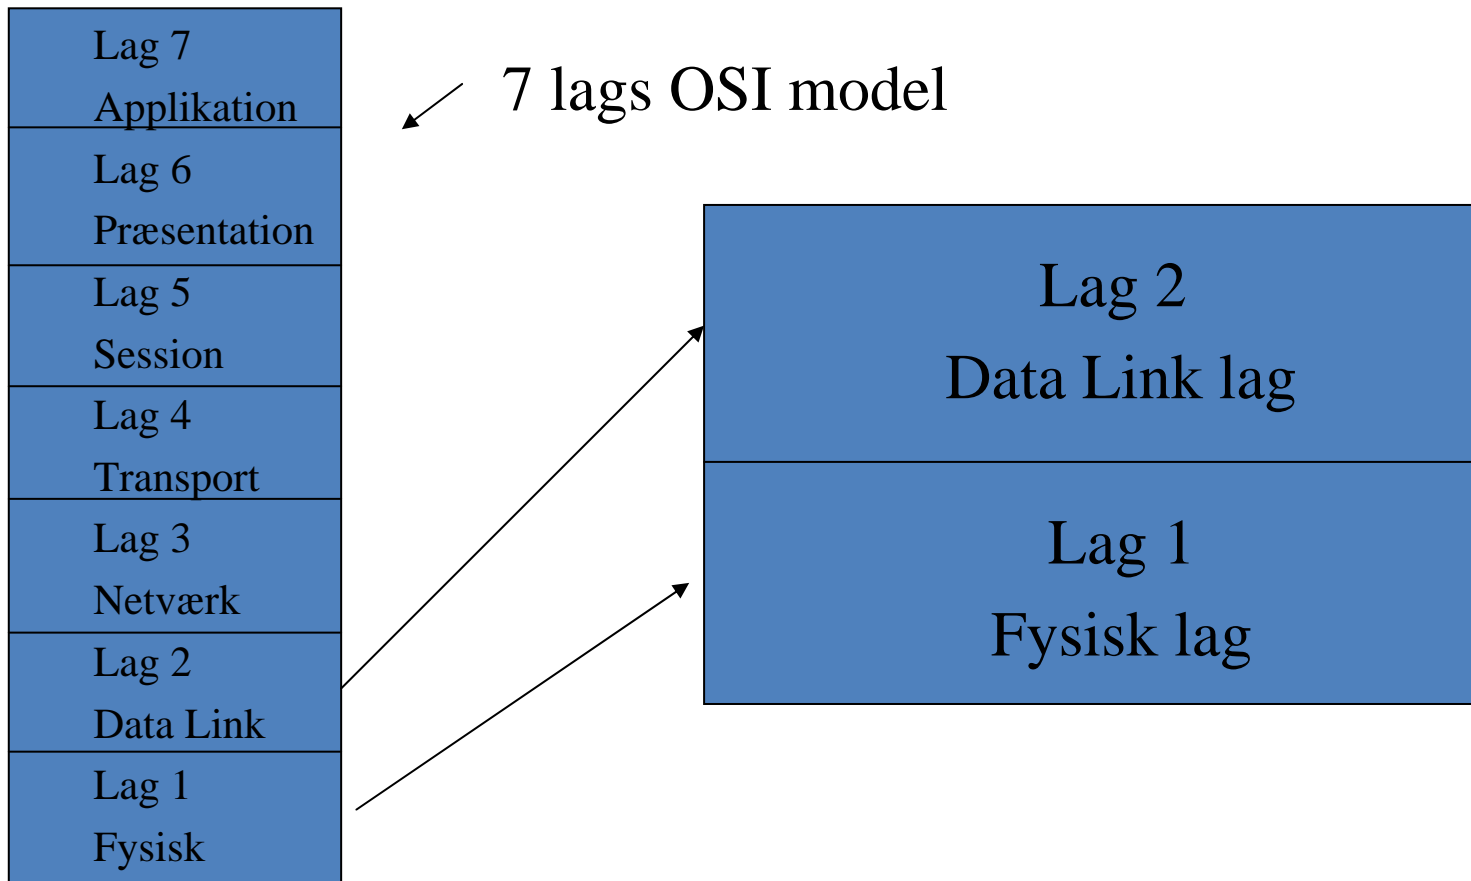 Lag 7
Applikation
Lag 6
Præsentation
Lag 5
Session
Lag 4
Transport
Lag 3
Netværk
Lag 2
Data Link
Lag 1
Fysisk
7 lags OSI model
Lag 2
Data Link lag
Lag 1
Fysisk lag